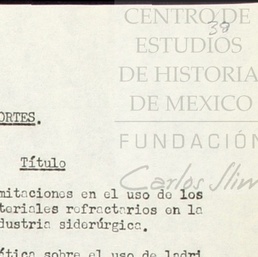 CENTRO DE
38
ESTUDIOS
DE HISTORIA
DE MEXICO
FUNDACIÓN
Carlos Slim
ORTES.
Título
mitaciones en el uso de los
teriales refractarios en la
dustria siderúrgica.
ética sobre el uso de ladri